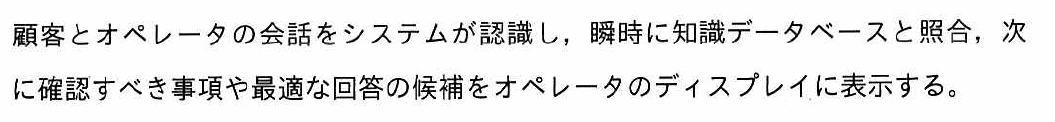 顧客とオペレータの会話をシステムが認識し，瞬時に知識データベースと照合，次
に確認すべき事項や最適な回答の候補をオペレータのディスプレイに表示する。